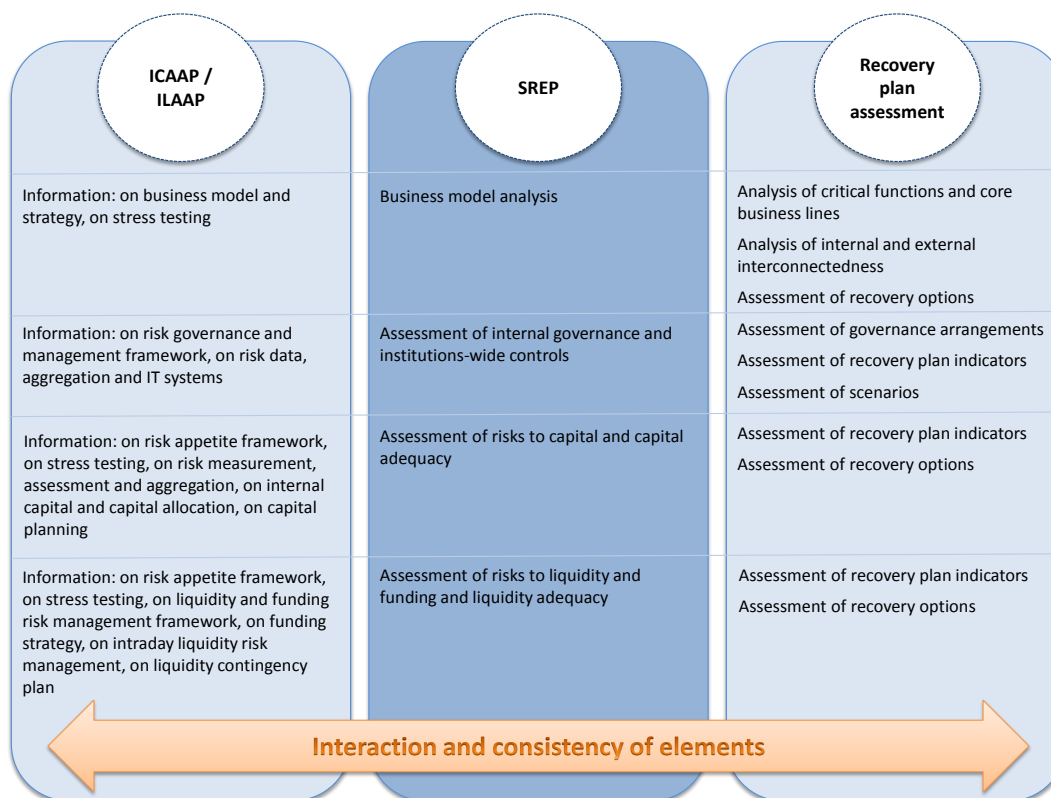 ICAAP /
ILAAP
SREP
Recovery
plan
assessment
Information: on business model and
strategy, on stress testing
Business model analysis
Analysis of critical functions and core
business lines
Analysis of internal and external
interconnectedness
Assessment of recovery options
Information: on risk governance and
management framework, on risk data,
aggregation and IT systems
Assessment of internal governance and
institutions-wide controls
Assessment of governance arrangements
Assessment of recovery plan indicators
Assessment of scenarios
Information: on risk appetite framework,
on stress testing, on risk measurement,
assessment and aggregation, on internal
capital and capital allocation, on capital
planning
Assessment of risks to capital and capital
adequacy
Assessment of recovery plan indicators
Assessment of recovery options
Information: on risk appetite framework,
on stress testing, on liquidity and funding
risk management framework, on funding
strategy, on intraday liquidity risk
management, on liquidity contingency
plan
Assessment of risks to liquidity and
funding and liquidity adequacy
Assessment of recovery plan indicators
Assessment of recovery options
Interaction and consistency of elements